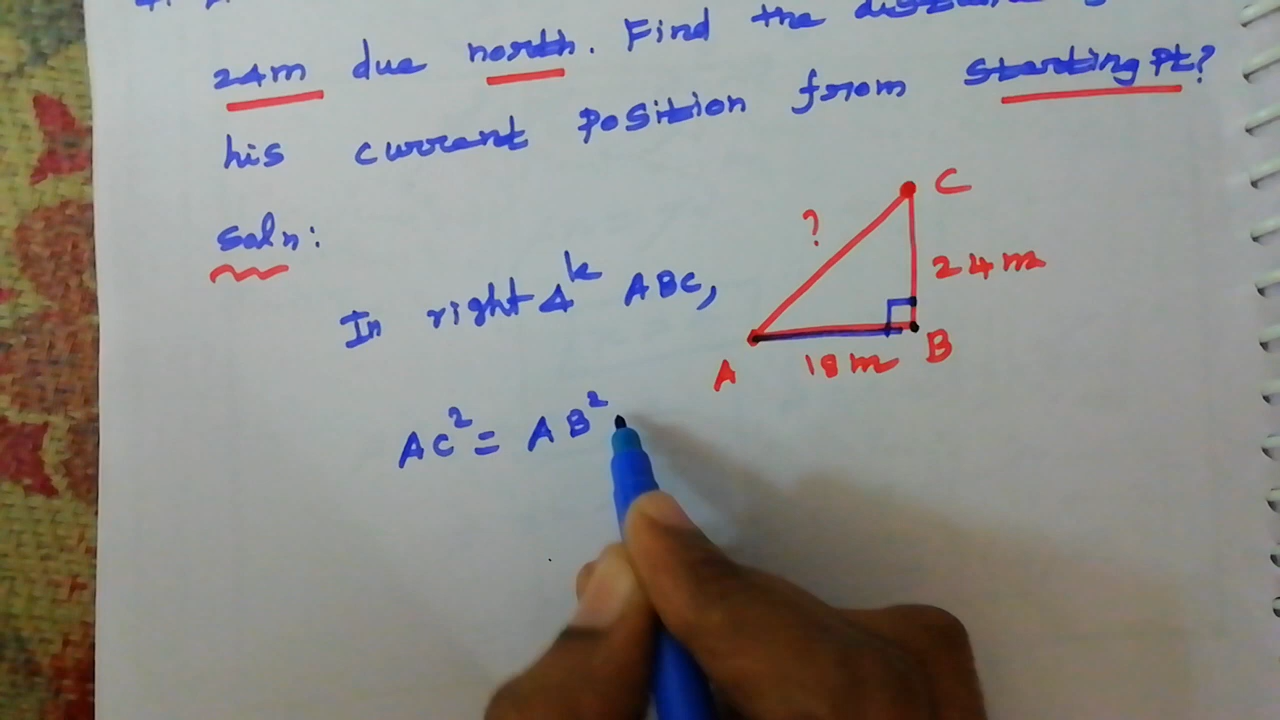 24m due north. Find the
his current position from starting Pt?
Soln:
C
?
24m
In right Δ ABC,
A 18m B
AC² = AB²